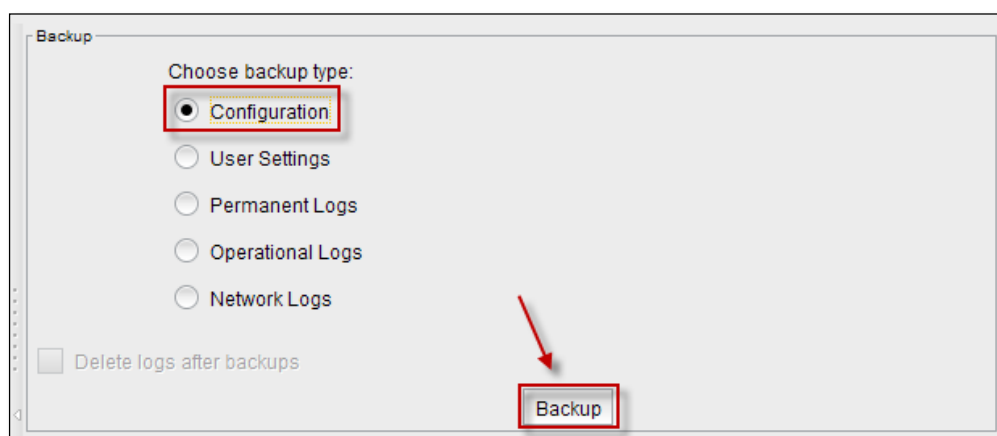 Backup
Choose backup type:
Configuration
User Settings
Permanent Logs
Operational Logs
Network Logs
Delete logs after backups
Backup